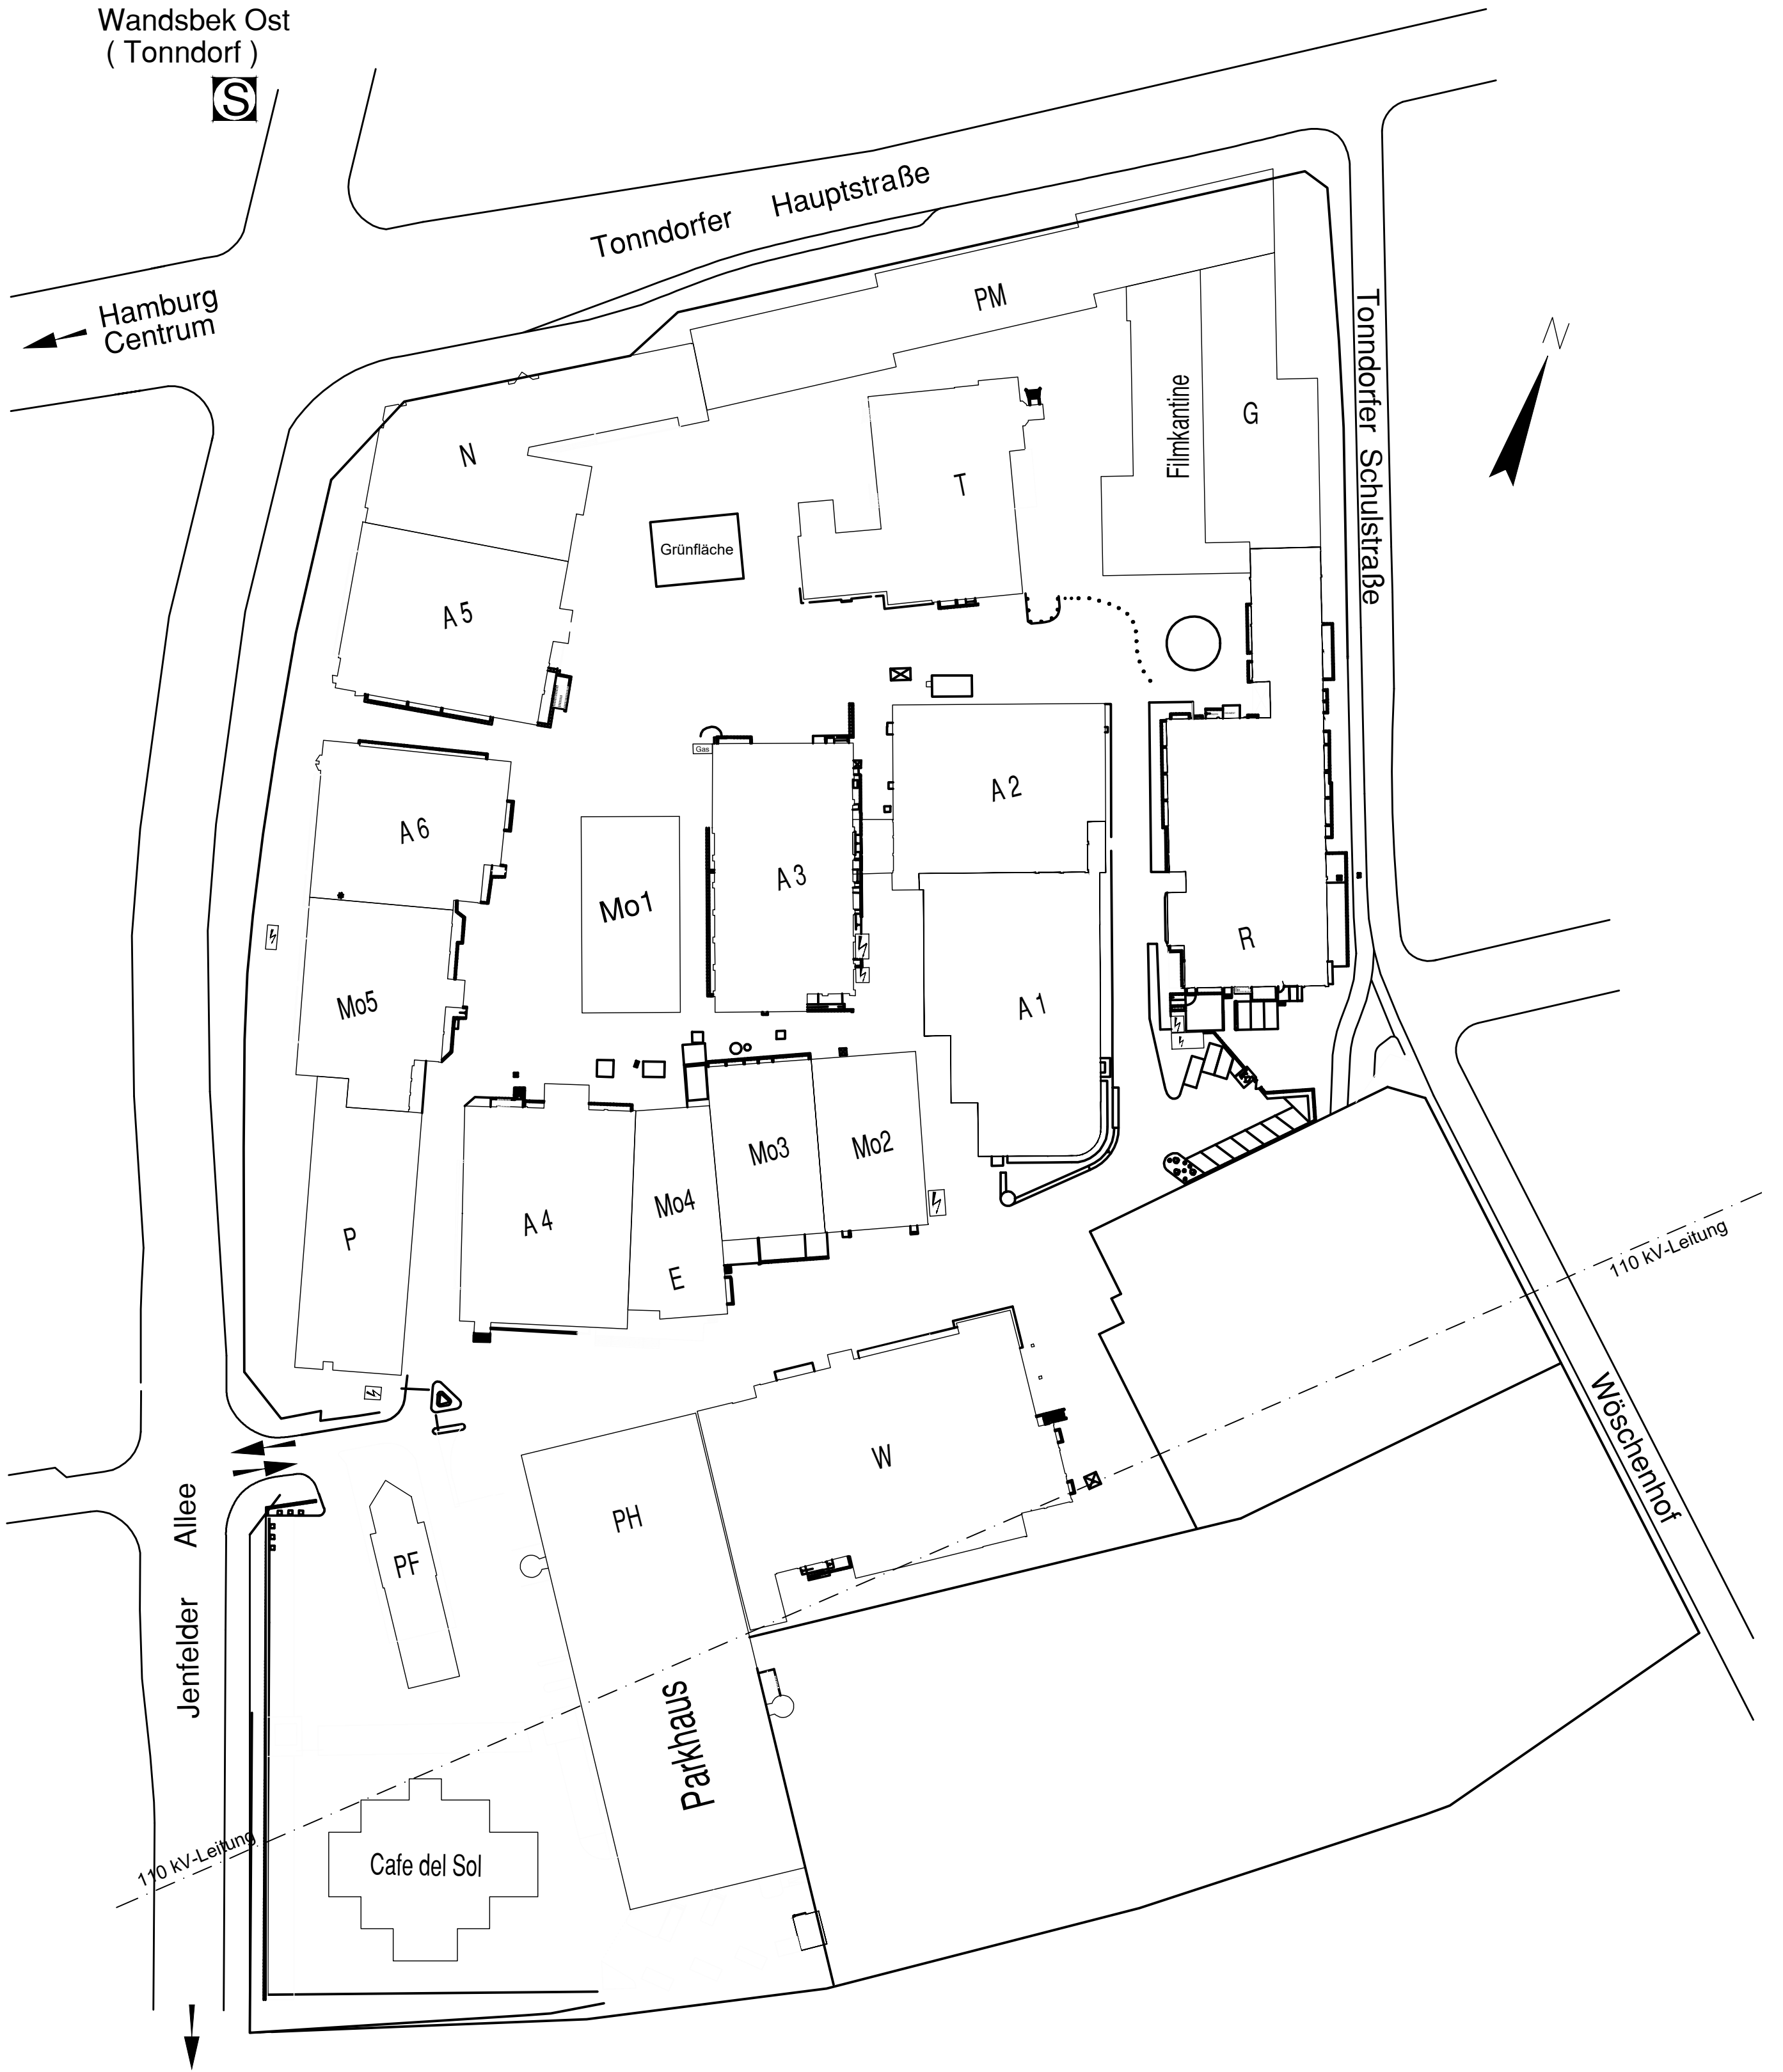 Wandsbek Ost
( Tonndorf )
S
Tonndorfer Hauptstraße
Hamburg
Centrum
PM
N
Tonndorfer Schulstraße
Filmkantine
G
N
T
Grünfläche
A 5
Gas
A 2
A 6
A 3
Mo1
R
Mo5
A 1
Mo3
Mo2
Mo4
A 4
P
E
110 kV-Leitung
Wöschenhof
W
PH
Allee
PF
Jenfelder
Parkhaus
110 kV-Leitung
Cafe del Sol